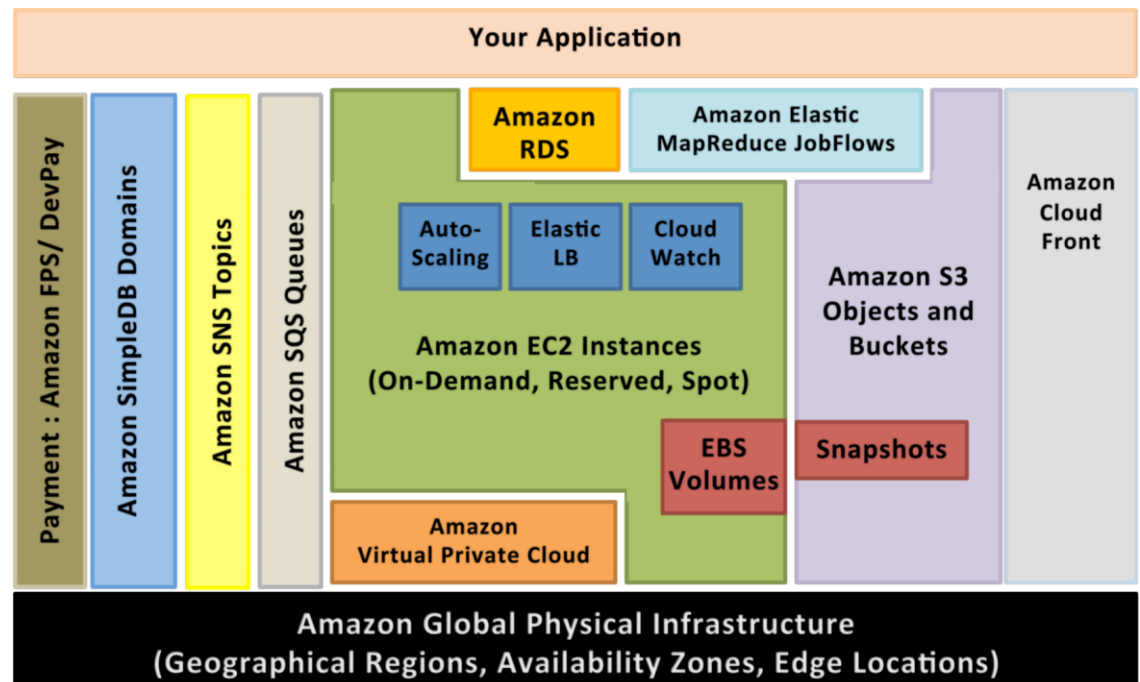 Your Application
Payment : Amazon FPS/ DevPay
Amazon SimpleDB Domains
Amazon SNS Topics
Amazon SQS Queues
Amazon
RDS
Amazon Elastic
MapReduce JobFlows
Auto-
Scaling
Elastic
LB
Cloud
Watch
Amazon EC2 Instances
(On-Demand, Reserved, Spot)
EBS
Volumes
Amazon
Virtual Private Cloud
Amazon S3
Objects and
Buckets
Snapshots
Amazon
Cloud
Front
Amazon Global Physical Infrastructure
(Geographical Regions, Availability Zones, Edge Locations)